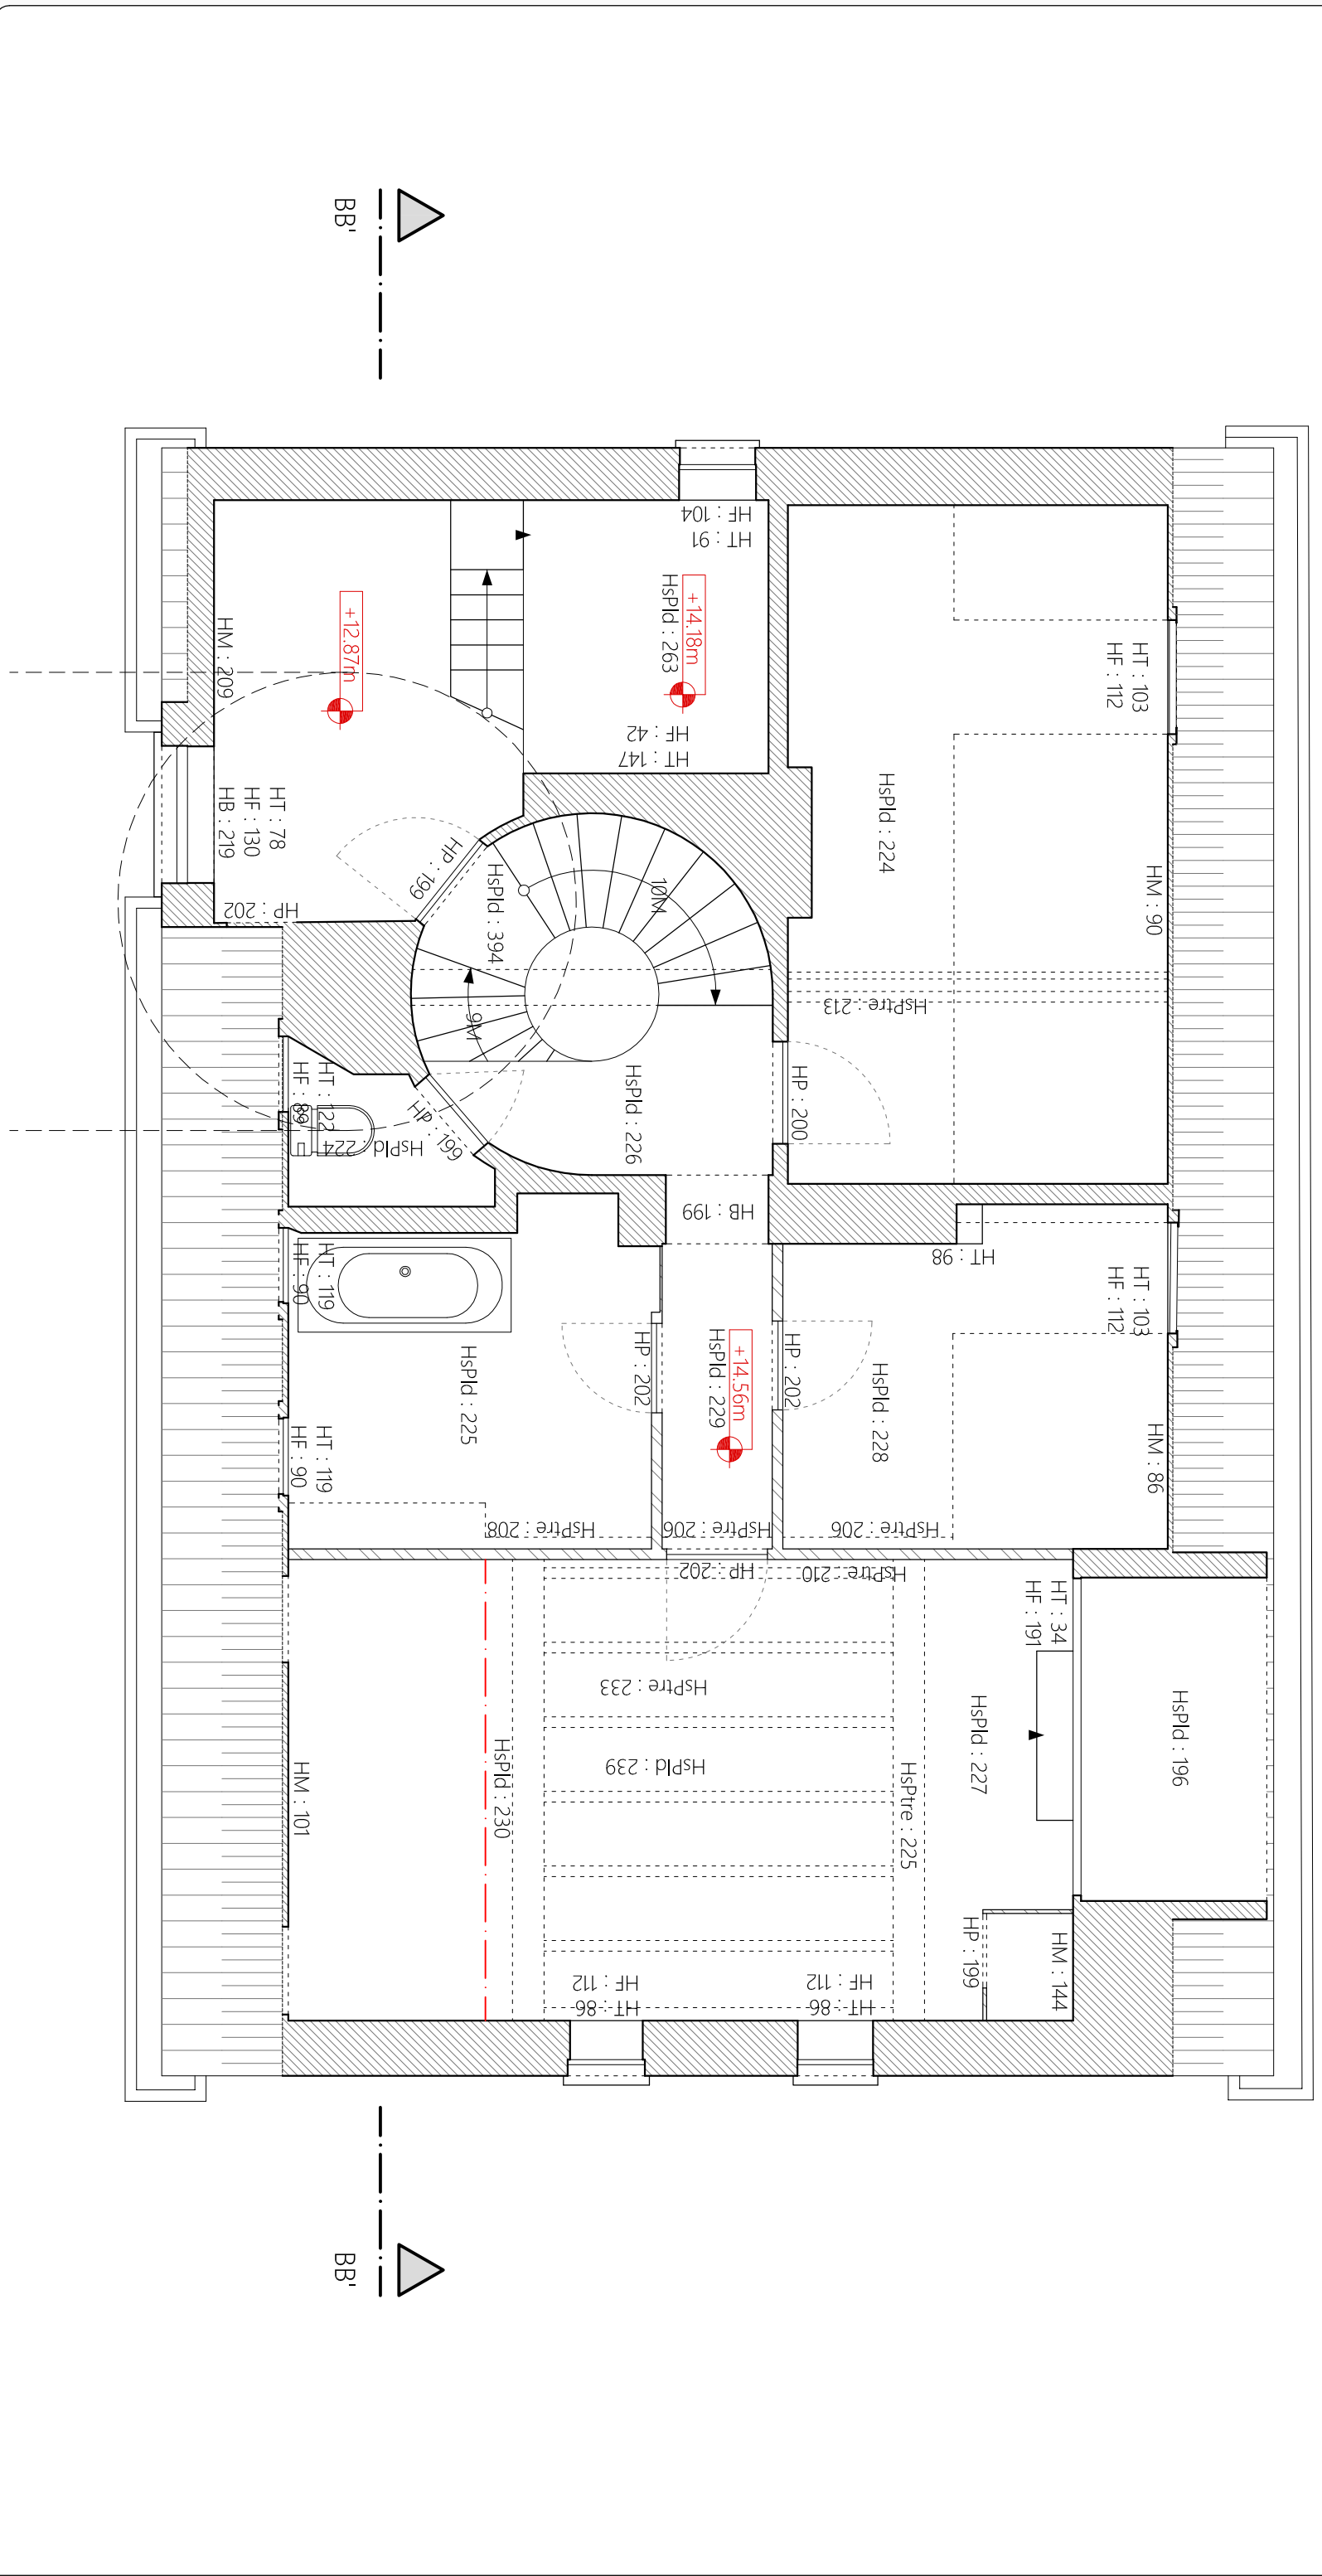 BB'
HF : 104
HT : 91
+14.18m
HsPld : 263
HF : 42
HT : 147
+12.87m
HM : 209
HT : 78
HF : 130
HB : 219
HP : 202
HP : 199
HsPld : 394
10M
9M
HT : 103
HF : 112
HsPld : 224
HM : 90
HsPtre : 213
HP : 200
HsPld : 226
HT : 122
HF : 89
HsPld : 224
HP : 199
HB : 199
HT : 98
HT : 103
HF : 112
HT : 119
HF : 90
HsPld : 225
HP : 202
+14.56m
HsPld : 229
HP : 202
HsPld : 228
HM : 86
HT : 119
HF : 90
HsPtre : 208
HsPtre : 206
HsPtre : 206
HP : 202
HsPtre : 210
HT : 34
HF : 191
HsPtre : 233
HsPld : 227
HsPld : 196
HM : 101
HsPld : 230
HsPld : 239
HsPtre : 225
HP : 199
HM : 144
HF : 112
HT : 86
HF : 112
HT : 86
BB'